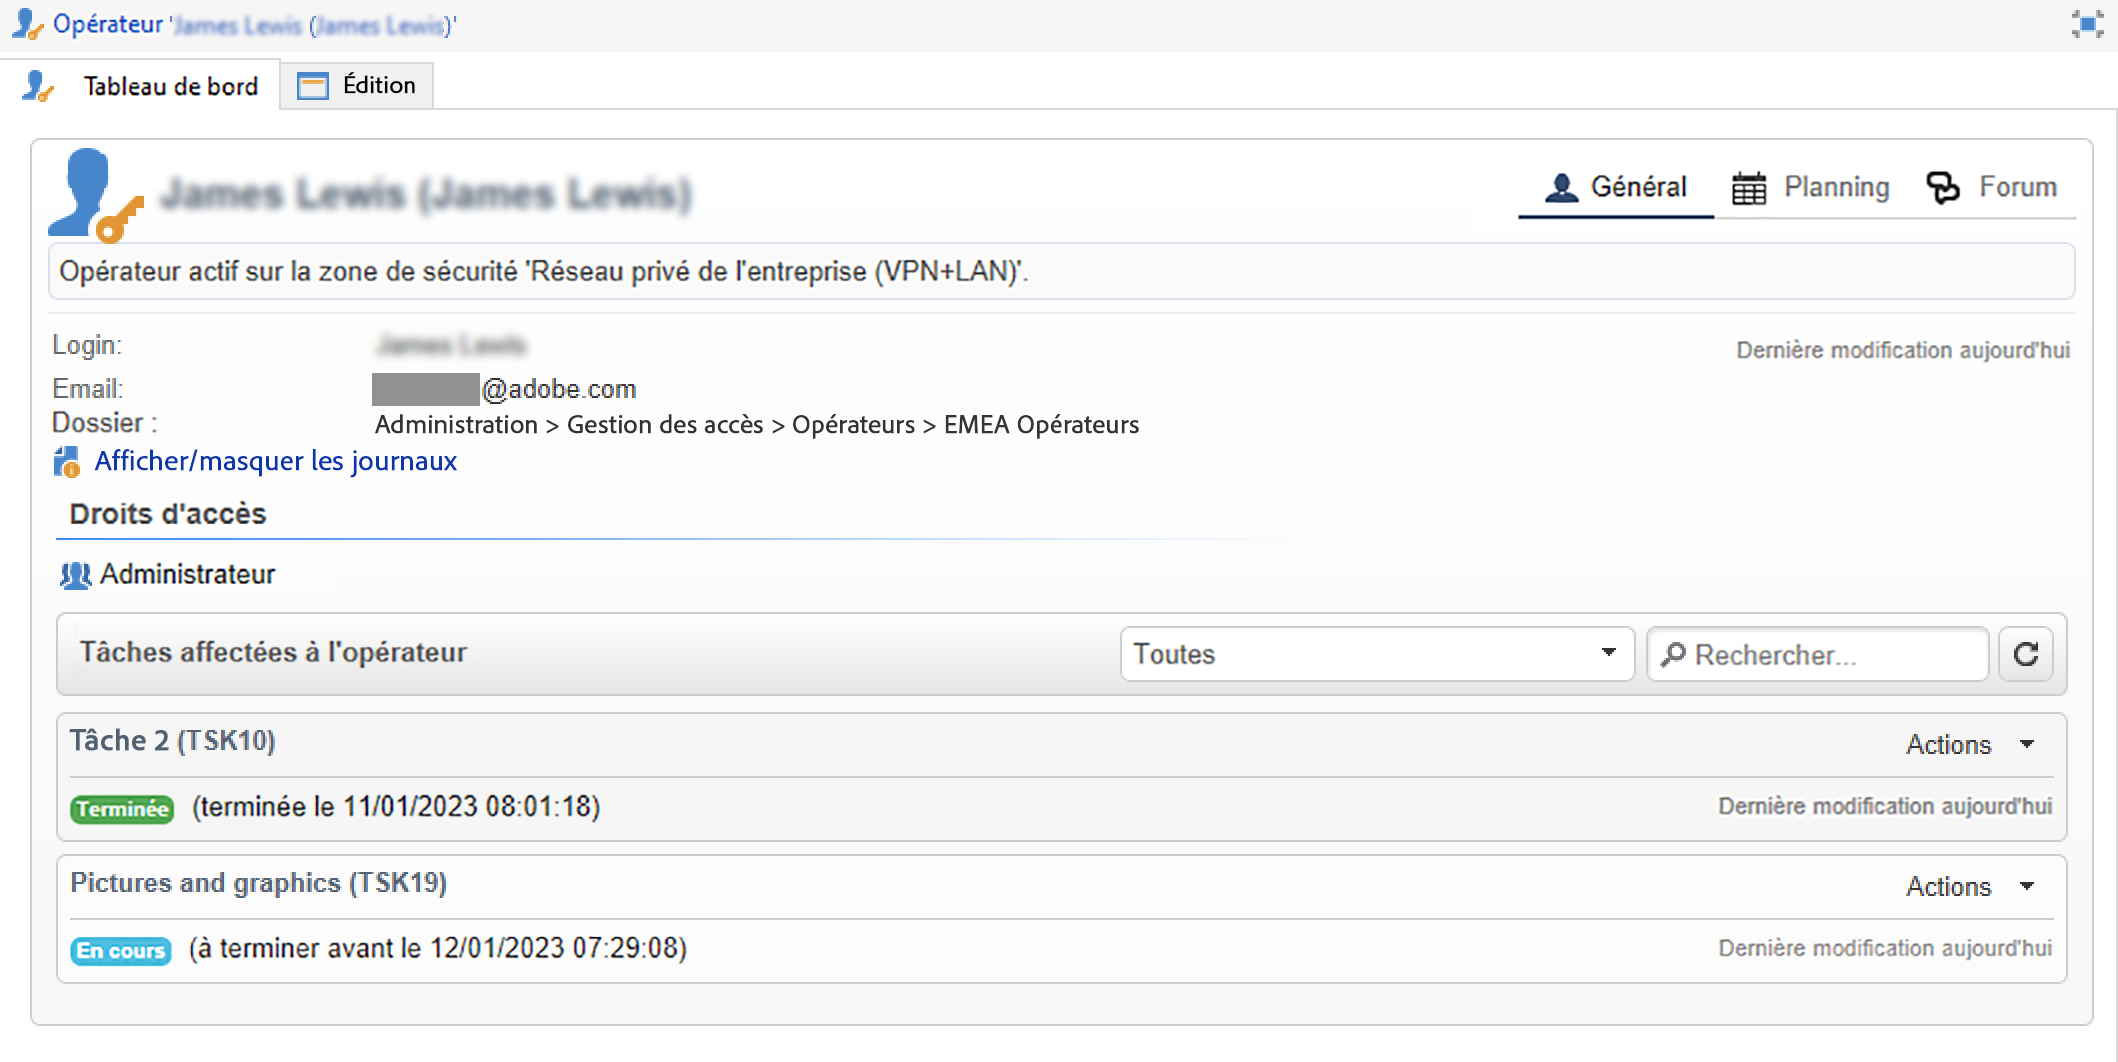 Opérateur 'James Lewis (James Lewis)'
Tableau de bord
Édition
James Lewis (James Lewis)
Général
Planning
Forum
Opérateur actif sur la zone de sécurité 'Réseau privé de l'entreprise (VPN+LAN)'.
Login: James Lewis
Dernière modification aujourd'hui
Email: @adobe.com
Dossier : Administration > Gestion des accès > Opérateurs > EMEA Opérateurs
Afficher/masquer les journaux
Droits d'accès
Administrateur
Tâches affectées à l'opérateur
Toutes
Rechercher...
Tâche 2 (TSK10)
Actions
Terminée (terminée le 11/01/2023 08:01:18)
Dernière modification aujourd'hui
Pictures and graphics (TSK19)
Actions
En cours (à terminer avant le 12/01/2023 07:29:08)
Dernière modification aujourd'hui